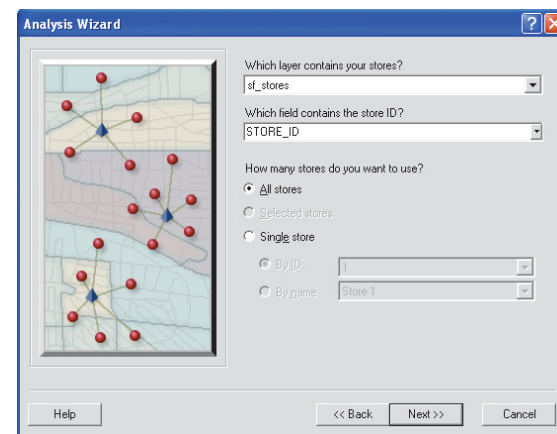 Analysis Wizard
Which layer contains your stores?
sf_stores
Which field contains the store ID?
STORE_ID
How many stores do you want to use?
All stores
Selected stores
Single store
By ID: 1
By name: Store 1
Help << Back Next >> Cancel